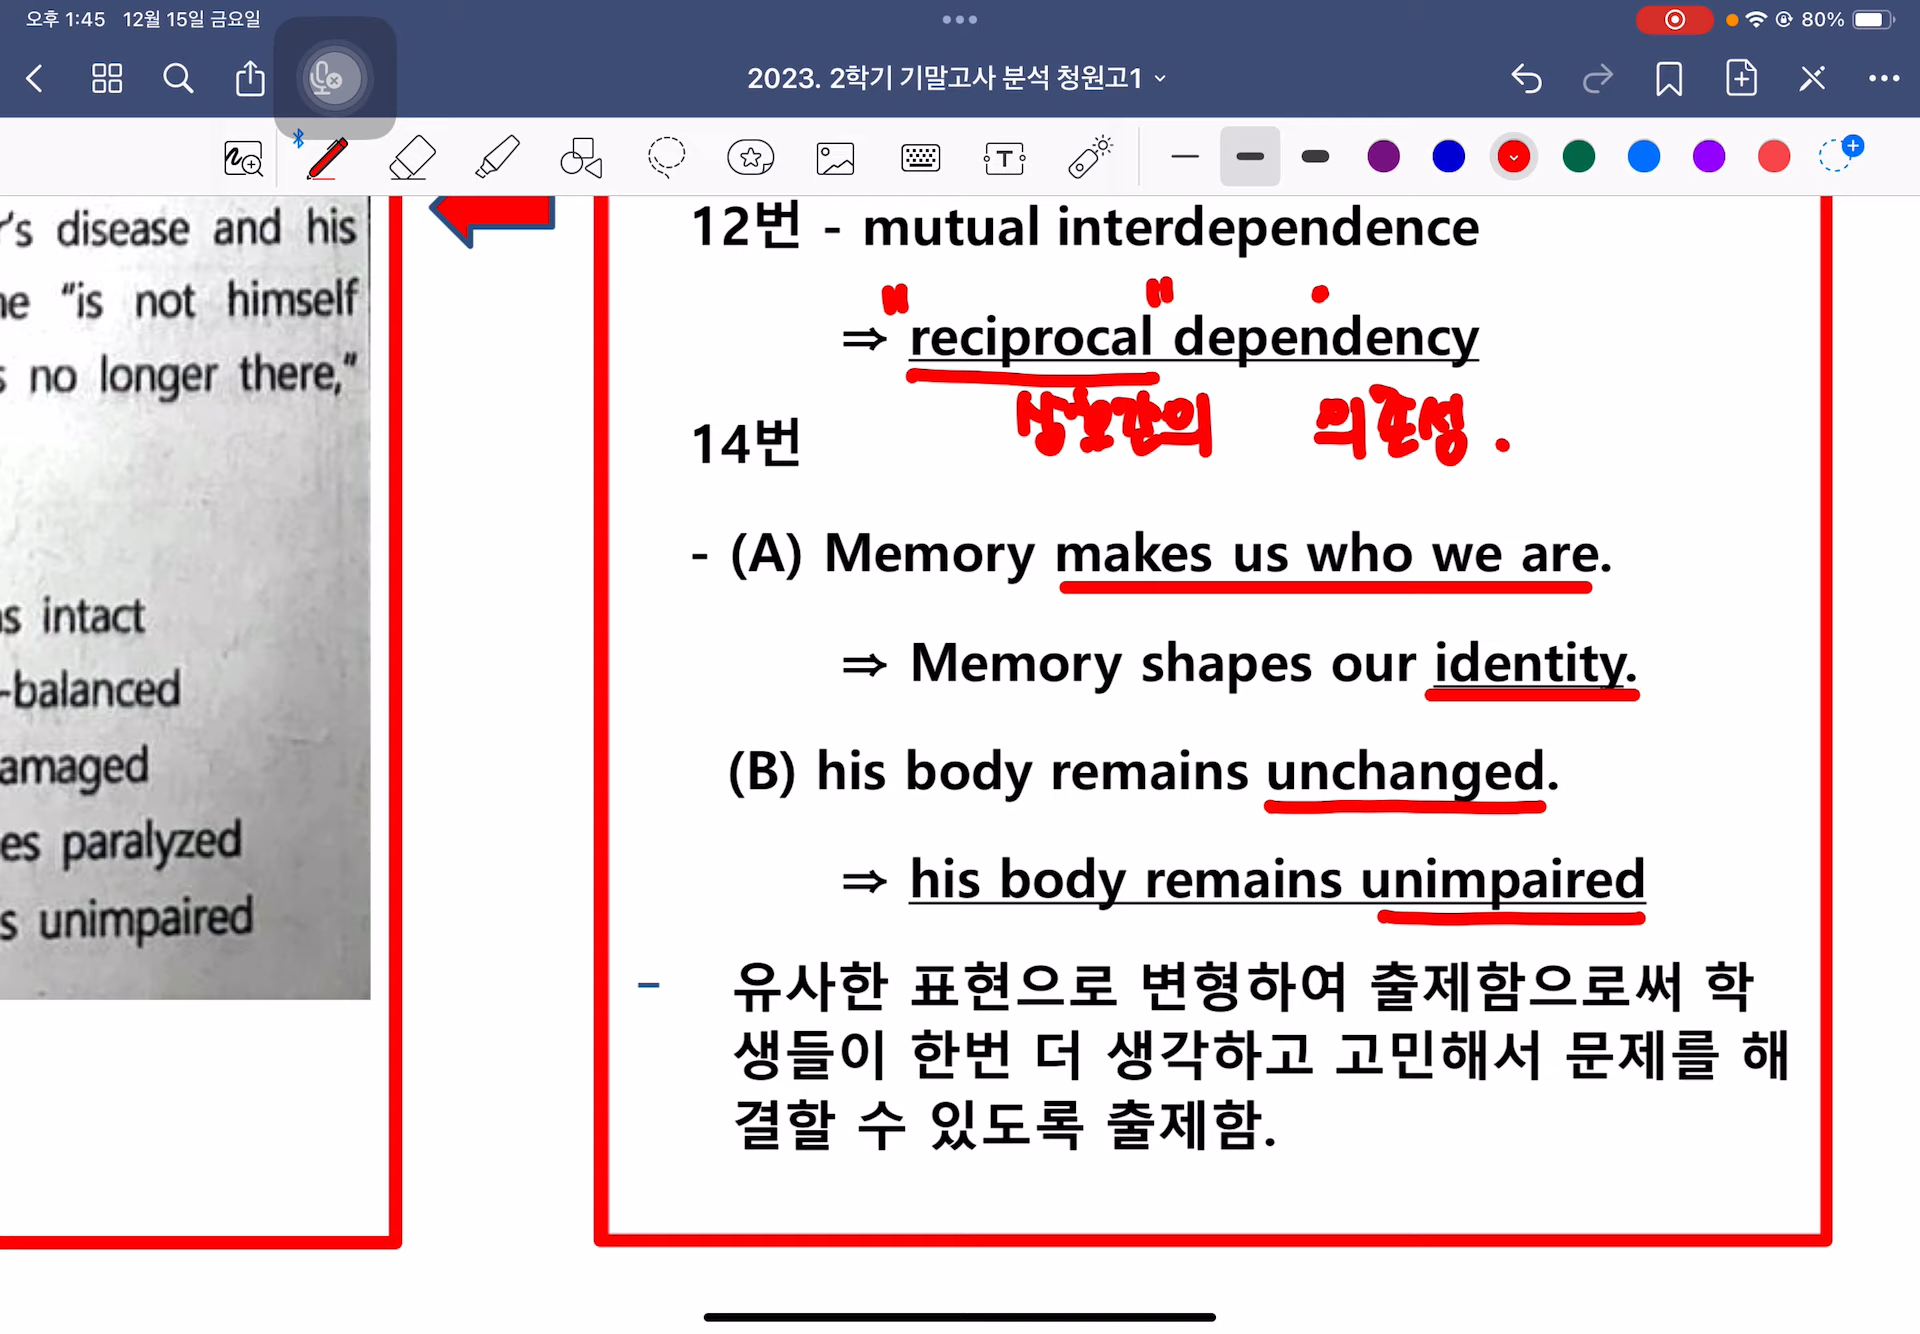 오후 1:45 12월 15일 금요일
80%
2023. 2학기 기말고사 분석 청원고1
's disease and his
"is not himself
no longer there,"
intact
-balanced
paralyzed
unimpaired
12번 - mutual interdependence
" " 
⇒ reciprocal dependency
상호간의 의존성.
14번
- (A) Memory makes us who we are.
⇒ Memory shapes our identity.
(B) his body remains unchanged.
⇒ his body remains unimpaired
- 유사한 표현으로 변형하여 출제함으로써 학
생들이 한번 더 생각하고 고민해서 문제를 해
결할 수 있도록 출제함.